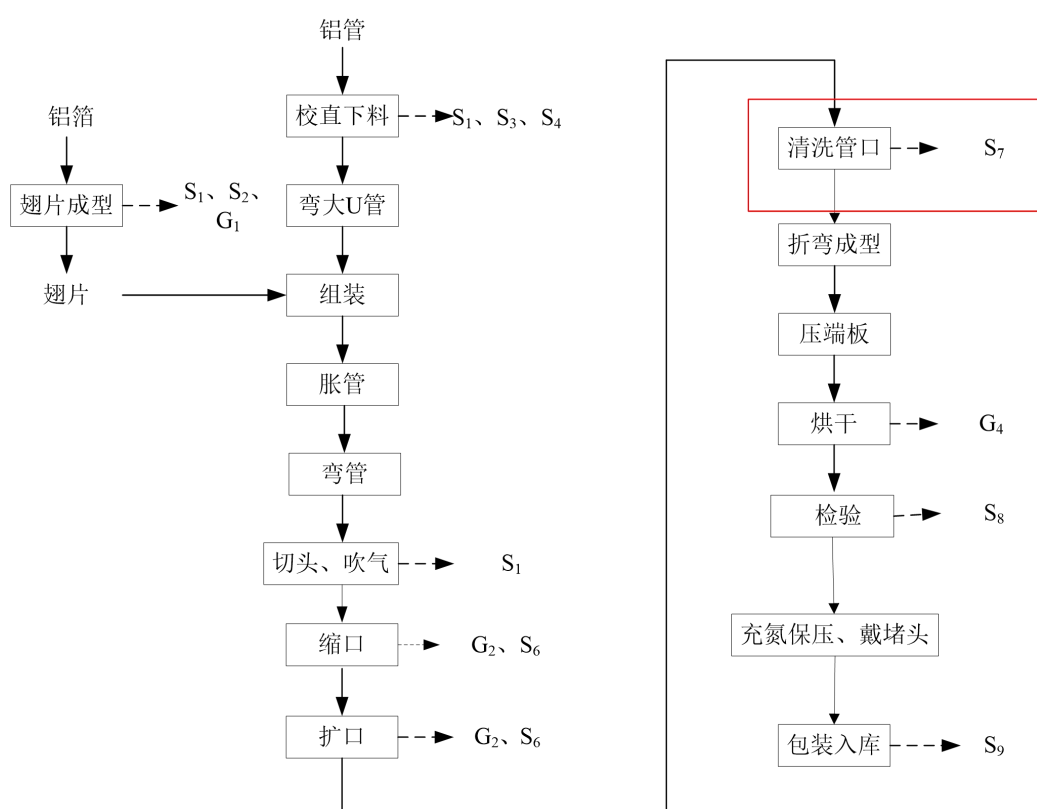 铝管
铝箔
校直下料
S₁、S₃、S₄
翅片成型
S₁、S₂、
G₁
弯大U管
翅片
组装
胀管
弯管
切头、吹气
S₁
缩口
G₂、S₆
扩口
G₂、S₆
清洗管口
S₇
折弯成型
压端板
烘干
G₄
检验
S₈
充氮保压、戴堵头
包装入库
S₉